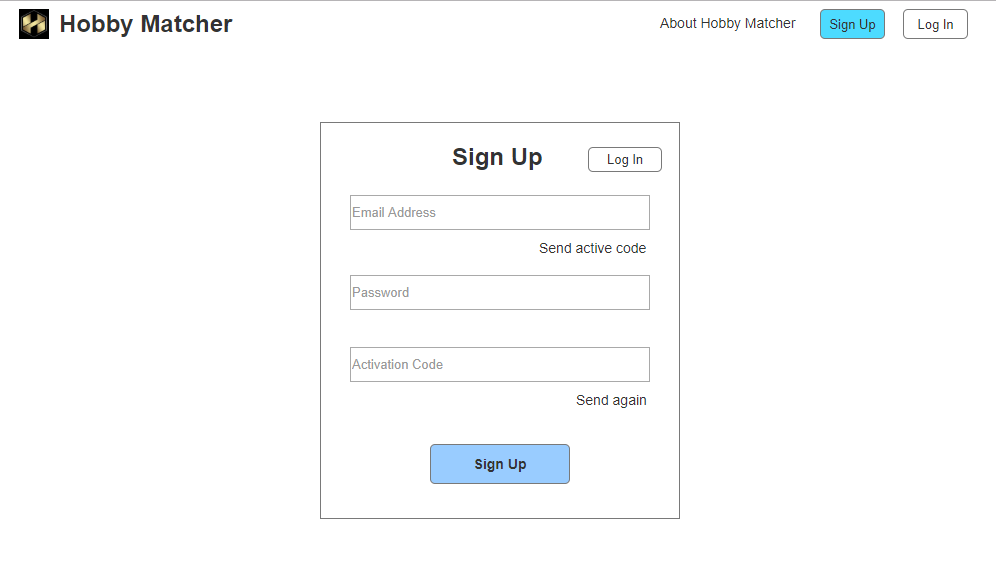 Hobby Matcher
About Hobby Matcher
Sign Up
Log In
Sign Up
Log In
Email Address
Send active code
Password
Activation Code
Send again
Sign Up